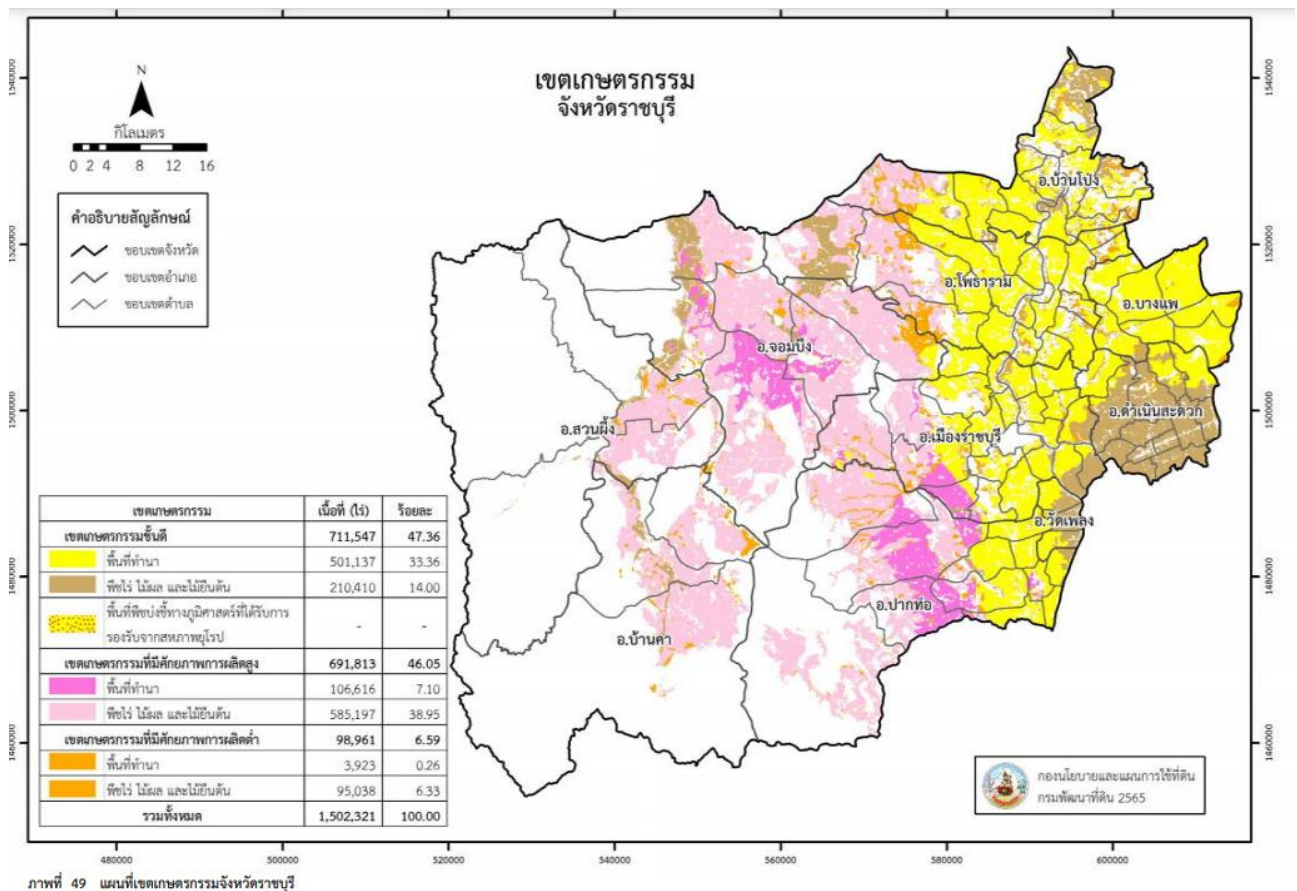 เขตเกษตรกรรม
จังหวัดราชบุรี
N
กิโลเมตร
0 2 4 8 12 16
คำอธิบายสัญลักษณ์
ขอบเขตจังหวัด
ขอบเขตอำเภอ
ขอบเขตตำบล
อ.บ้านโป่ง
อ.โพธาราม
อ.บางแพ
อ.จอมบึง
อ.ดำเนินสะดวก
อ.สวนผึ้ง
อ.เมืองราชบุรี
อ.วัดเพลง
อ.ปากท่อ
อ.บ้านคา
เขตเกษตรกรรม เนื้อที่ (ไร่) ร้อยละ
เขตเกษตรกรรมชั้นดี 711,547 47.36
พื้นที่ทำนา 501,137 33.36
พืชไร่ ไม้ผล และไม้ยืนต้น 210,410 14.00
พื้นที่พืชบ่งชี้ทางภูมิศาสตร์ที่ได้รับการ - -
รองรับจากสหภาพยุโรป
เขตเกษตรกรรมที่มีศักยภาพการผลิตสูง 691,813 46.05
พื้นที่ทำนา 106,616 7.10
พืชไร่ ไม้ผล และไม้ยืนต้น 585,197 38.95
เขตเกษตรกรรมที่มีศักยภาพการผลิตต่ำ 98,961 6.59
พื้นที่ทำนา 3,923 0.26
พืชไร่ ไม้ผล และไม้ยืนต้น 95,038 6.33
รวมทั้งหมด 1,502,321 100.00
กองนโยบายและแผนการใช้ที่ดิน
กรมพัฒนาที่ดิน 2565
1540000
1520000
1500000
1480000
1460000
1540000
1520000
1500000
1480000
1460000
480000 500000 520000 540000 560000 580000 600000
ภาพที่ 49 แผนที่เขตเกษตรกรรมจังหวัดราชบุรี